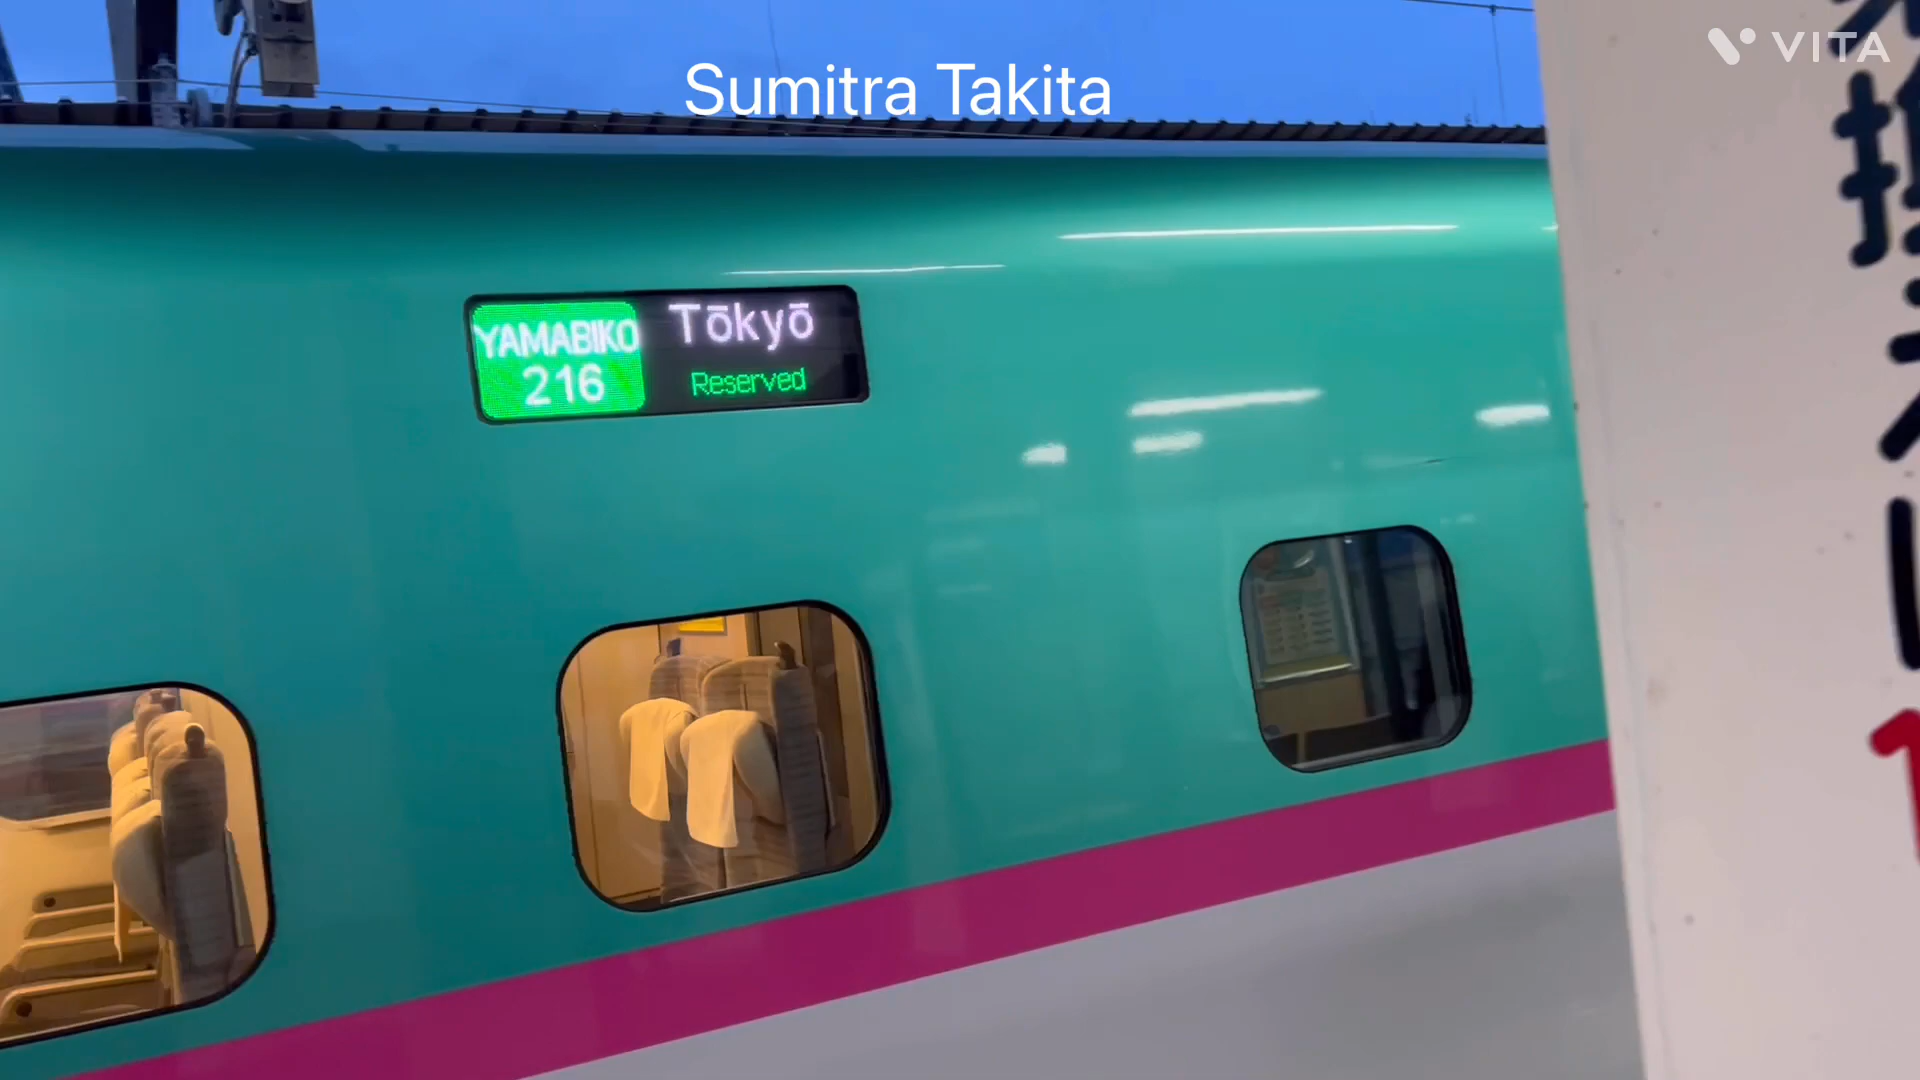 VITA
Sumitra Takita
YAMABIKO
216
Tōkyō
Reserved